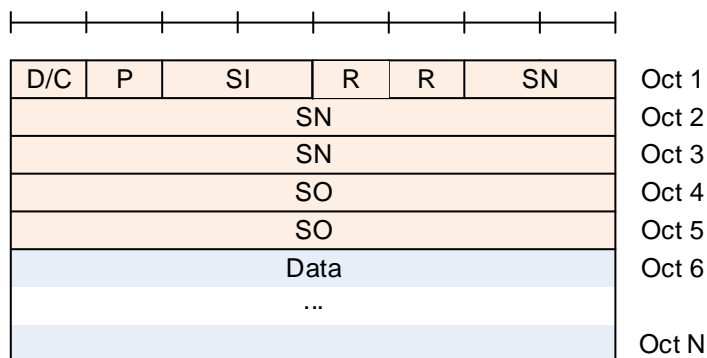 D/C P SI R R SN Oct 1
SN Oct 2
SN Oct 3
SO Oct 4
SO Oct 5
Data Oct 6
...
Oct N